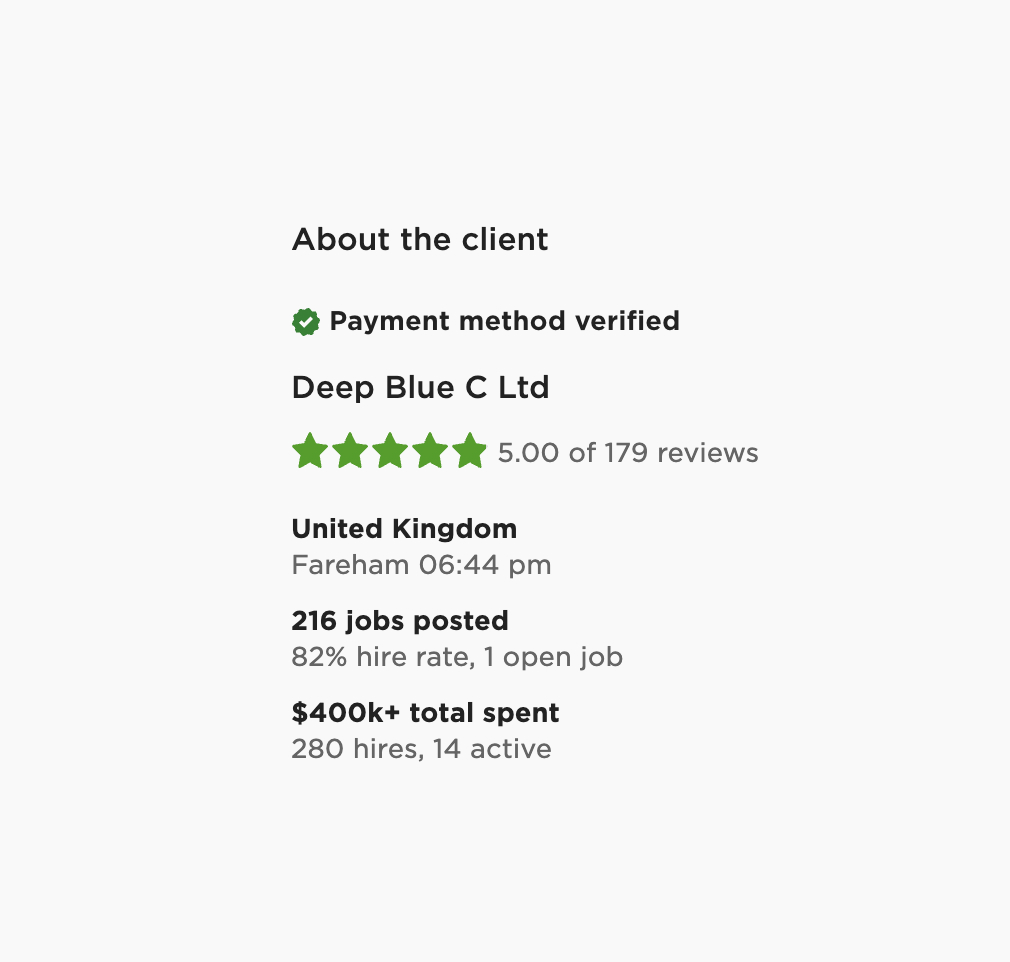 About the client
Payment method verified
Deep Blue C Ltd
5.00 of 179 reviews
United Kingdom
Fareham 06:44 pm
216 jobs posted
82% hire rate, 1 open job
$400k+ total spent
280 hires, 14 active